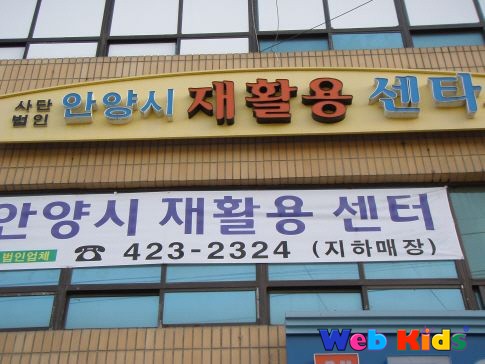 사단
법인 안양시 재활용 센타
안양시 재활용 센터
법인업체 ☎ 423-2324 (지하매장)
Web Kids